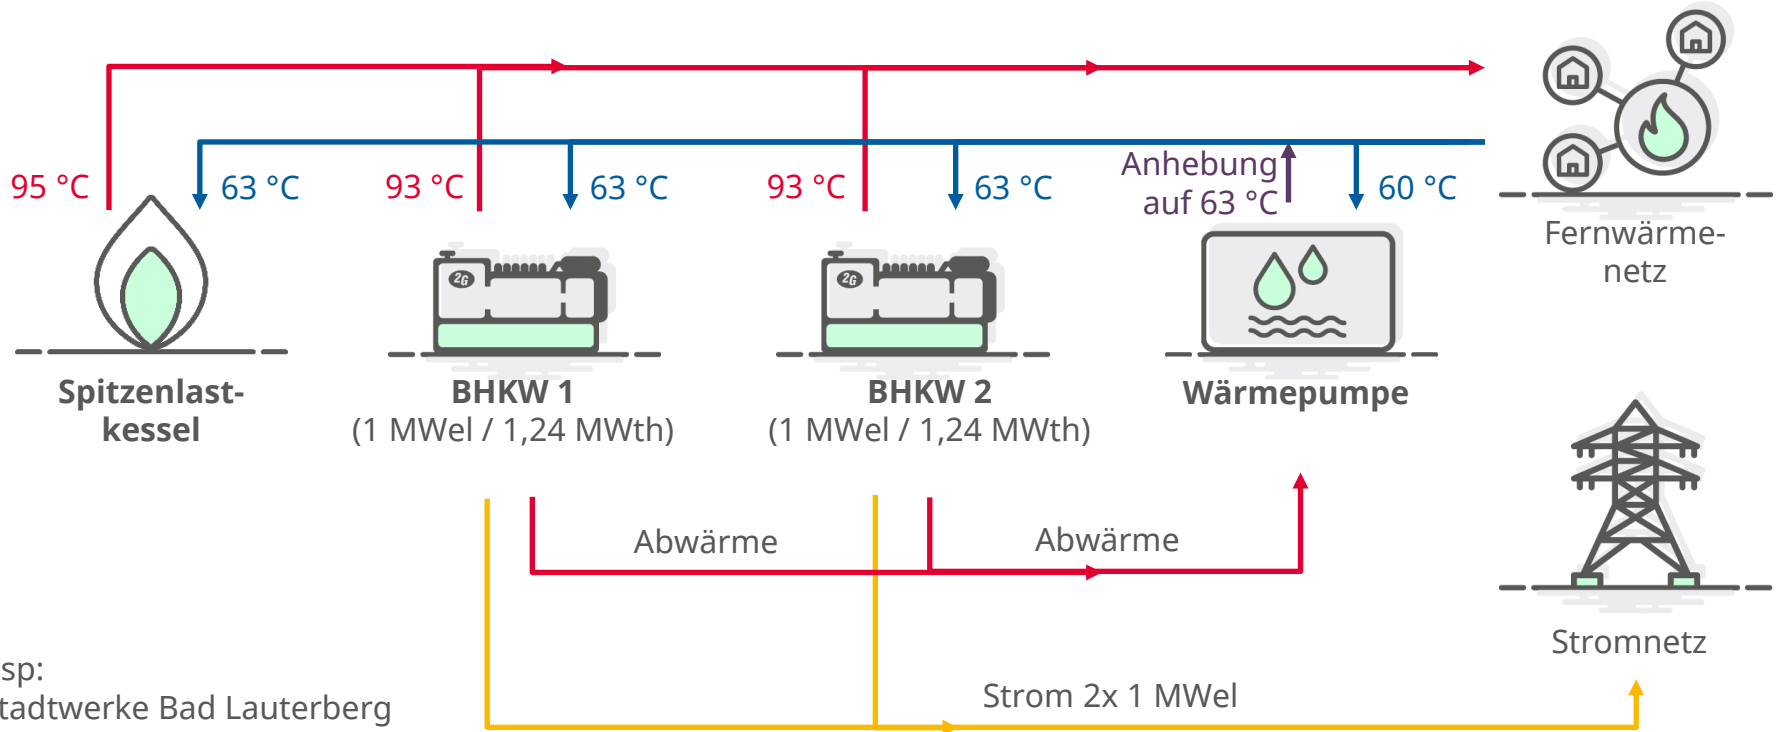 95 °C
63 °C
93 °C
63 °C
93 °C
63 °C
Anhebung
auf 63 °C
60 °C
Fernwärme-
netz
2G
2G
Spitzenlast-
kessel
BHKW 1
(1 MWel / 1,24 MWth)
BHKW 2
(1 MWel / 1,24 MWth)
Wärmepumpe
Abwärme
Abwärme
Stromnetz
sp:
tadtwerke Bad Lauterberg
Strom 2x 1 MWel